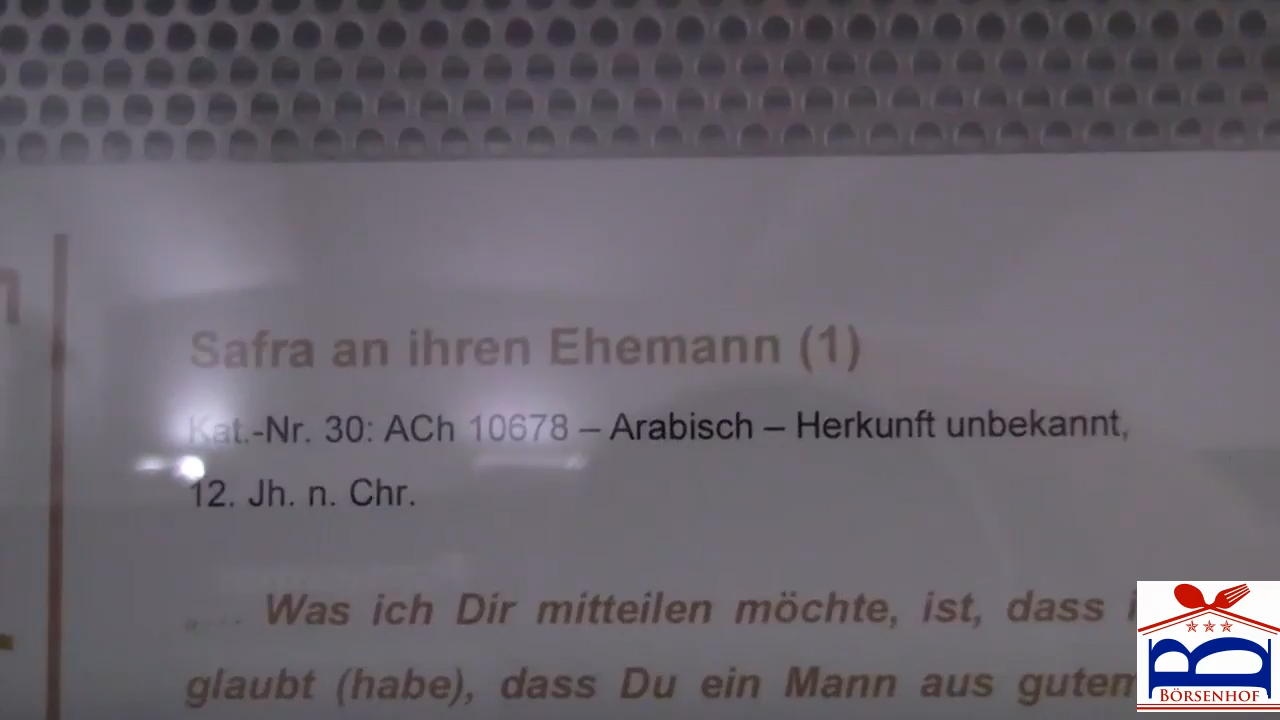 Safra an ihren Ehemann (1)
Kat.-Nr. 30: ACh 10678 – Arabisch – Herkunft unbekannt,
12. Jh. n. Chr.
.... Was ich Dir mitteilen möchte, ist, dass
glaubt (habe), dass Du ein Mann aus gutem
BÖRSENHOF